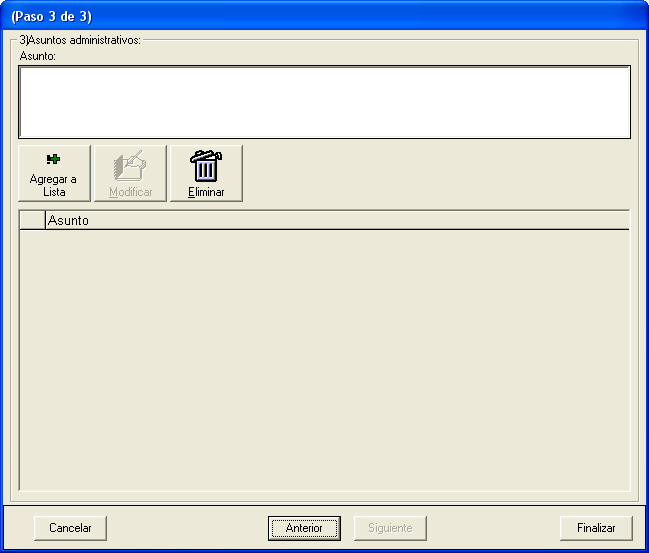 (Paso 3 de 3)
3)Asuntos administrativos:
Asunto:
Agregar a
Lista
Modificar
Eliminar
Asunto
Cancelar
Anterior
Siguiente
Finalizar